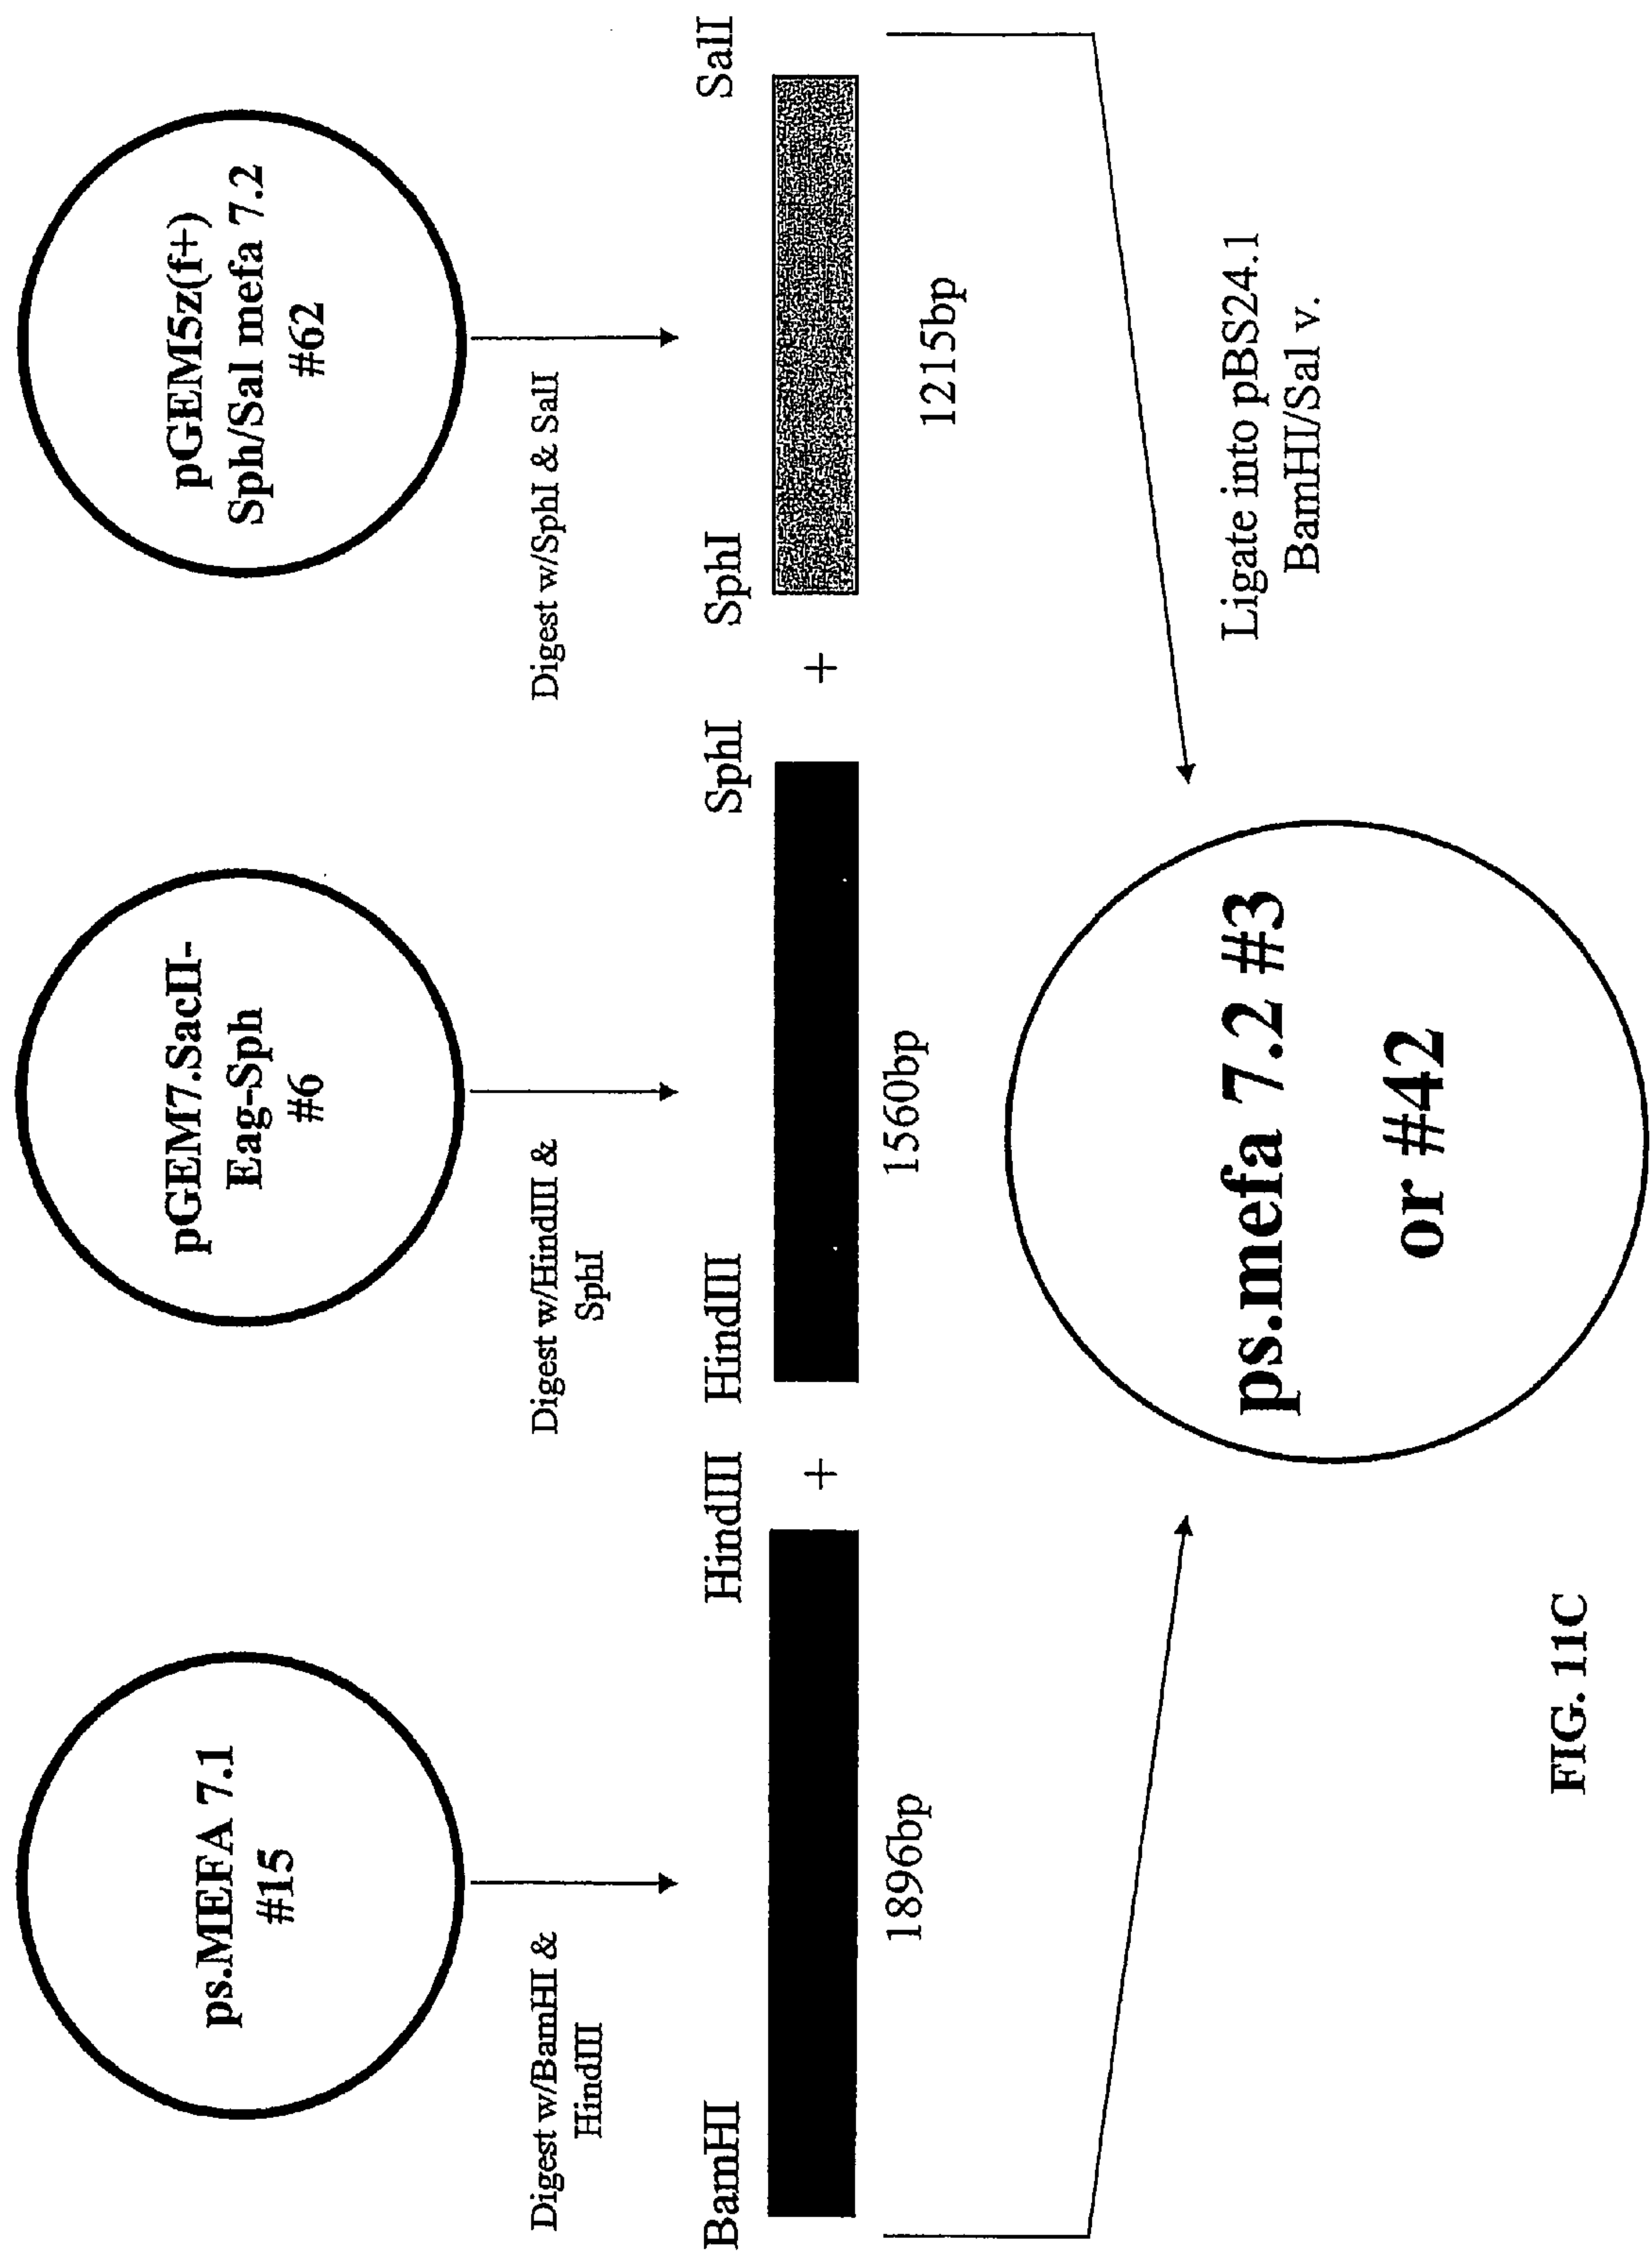 ps.MEFA 7.1
#15
pGEM7.SacII-
Eag-Sph
#6
pGEM5z(f+)
Sph/Sal mefa 7.2
#62
Digest w/BamHI &
HindIII
Digest w/HindIII &
SphI
Digest w/SphI & SalI
BamHI
HindIII
HindIII
SphI
SphI
SalI
+
+
1896bp
1560bp
1215bp
Ligate into pBS24.1
BamHI/Sal v.
ps.mefa 7.2 #3
or #42
FIG. 11C